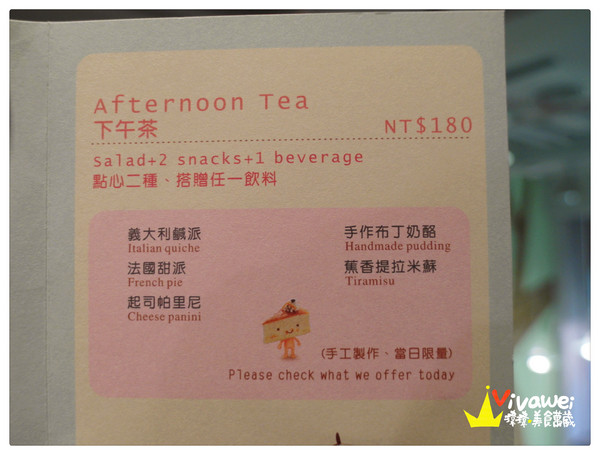 Afternoon Tea
下午茶
NT$180
Salad+2 snacks+1 beverage
點心二種、搭贈任一飲料
義大利鹹派
Italian quiche
法國甜派
French pie
起司帕里尼
Cheese panini
手作布丁奶酪
Handmade pudding
蕉香提拉米蘇
Tiramisu
(手工製作、當日限量)
Please check what we offer today
Vivawei